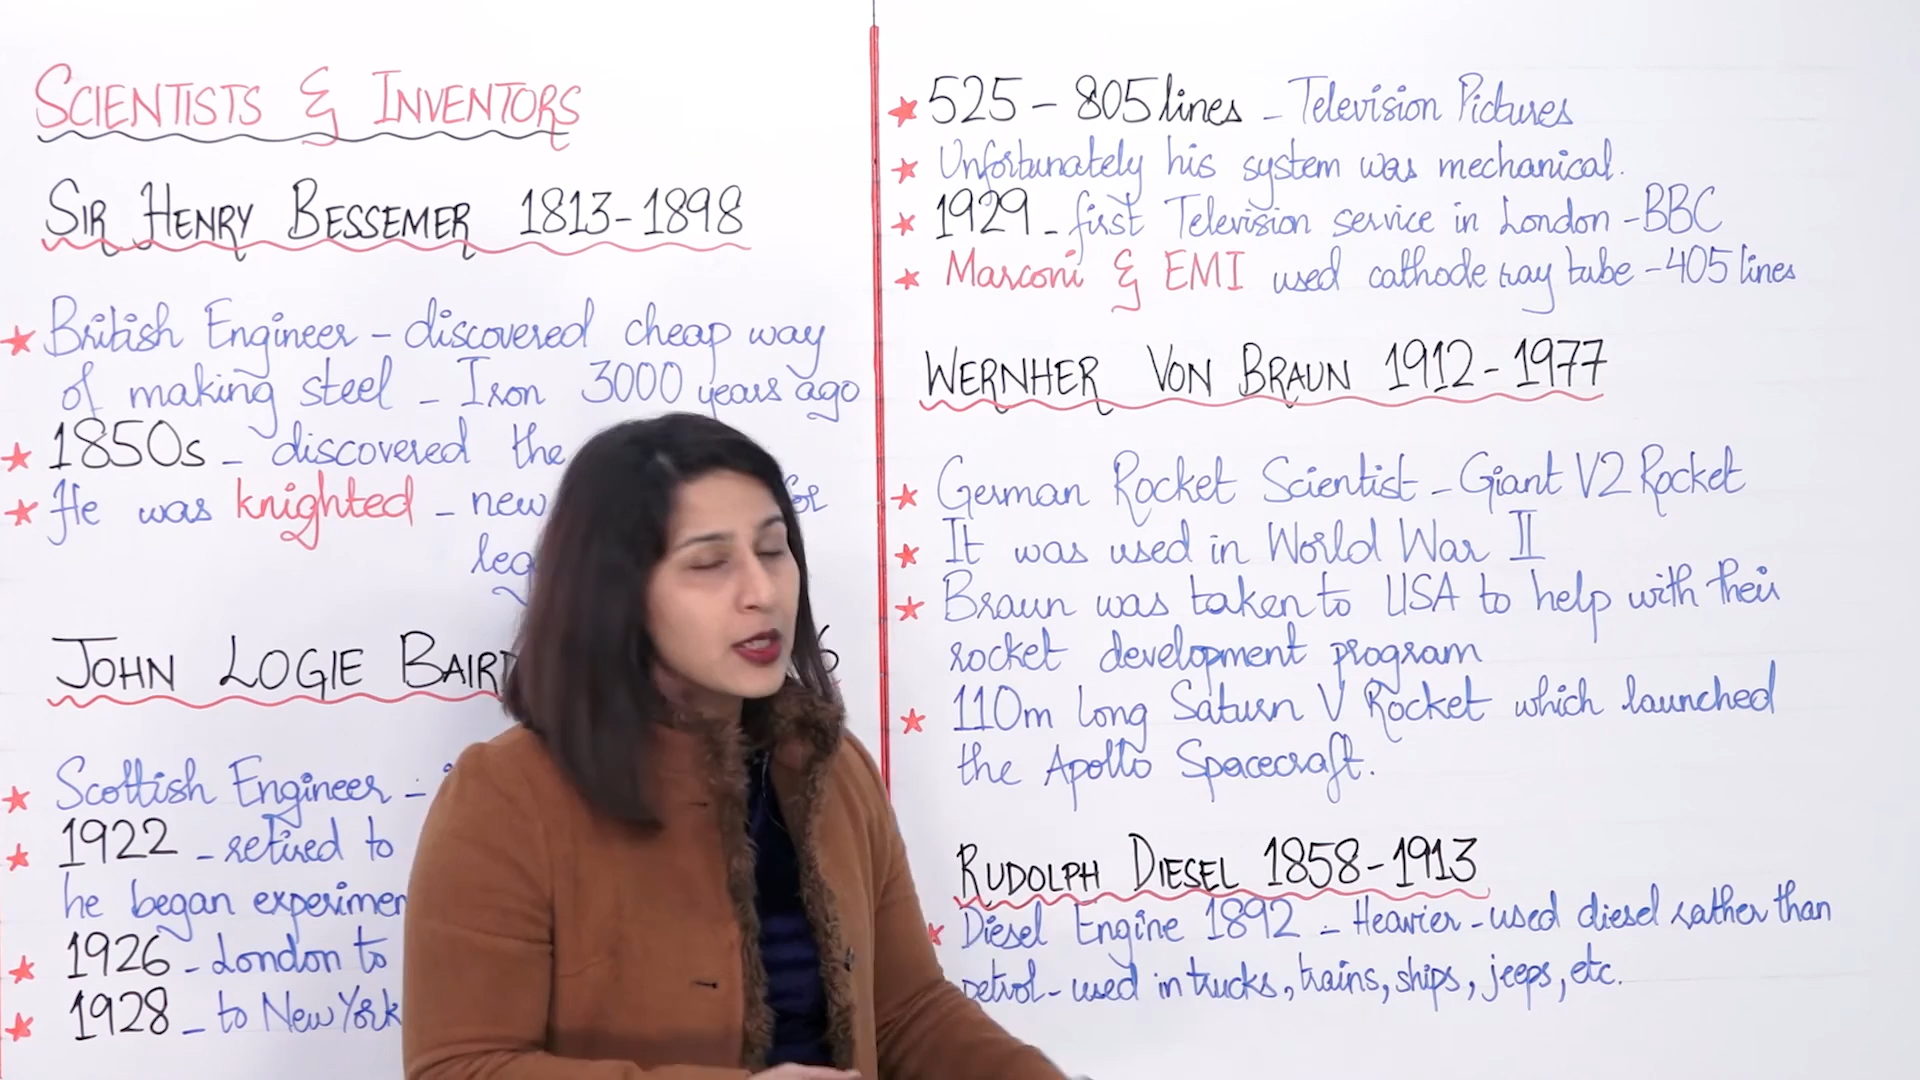 SCIENTISTS & INVENTORS
SIR HENRY BESSEMER 1813-1898
British Engineer - discovered cheap way
of making steel - Iron 3000 years ago
1850s - discovered the
He was knighted - new
JOHN LOGIE BAIRD
Scottish Engineer -
1922 - retired to
he began
1926 - London to
1928 - to New York
525 - 805 lines - Television Pictures
Unfortunately his system was mechanical.
1929 - first Television service in London - BBC
Marconi & EMI used cathode ray tube - 405 lines
WERNHER VON BRAUN 1912-1977
German Rocket Scientist - Giant V2 Rocket
It was used in World War II
Braun was taken to USA to help with their
rocket development program
110m long Saturn V Rocket which launched
the Apollo Spacecraft.
RUDOLPH DIESEL 1858-1913
Diesel Engine 1892 - Heavier - used diesel rather than
petrol - used in trucks, trains, ships, jeeps, etc.